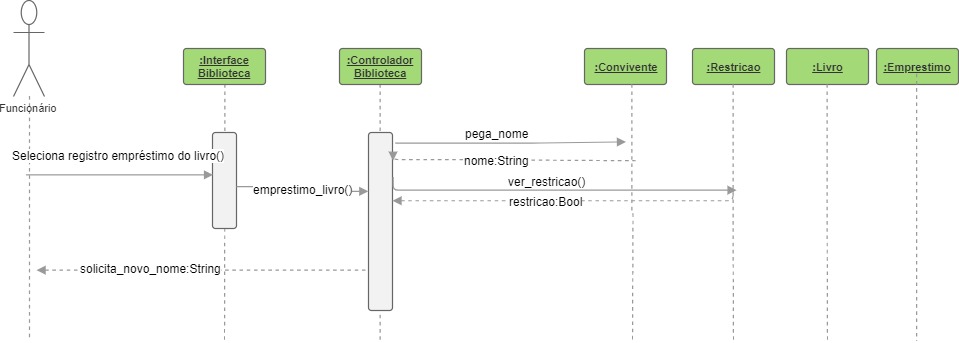 :Interface
Biblioteca
:Controlador
Biblioteca
:Convivente
:Restricao
:Livro
:Emprestimo
Funcionário
pega_nome
Seleciona registro empréstimo do livro()
nome:String
ver_restricao()
emprestimo_livro()
restricao:Bool
solicita_novo_nome:String